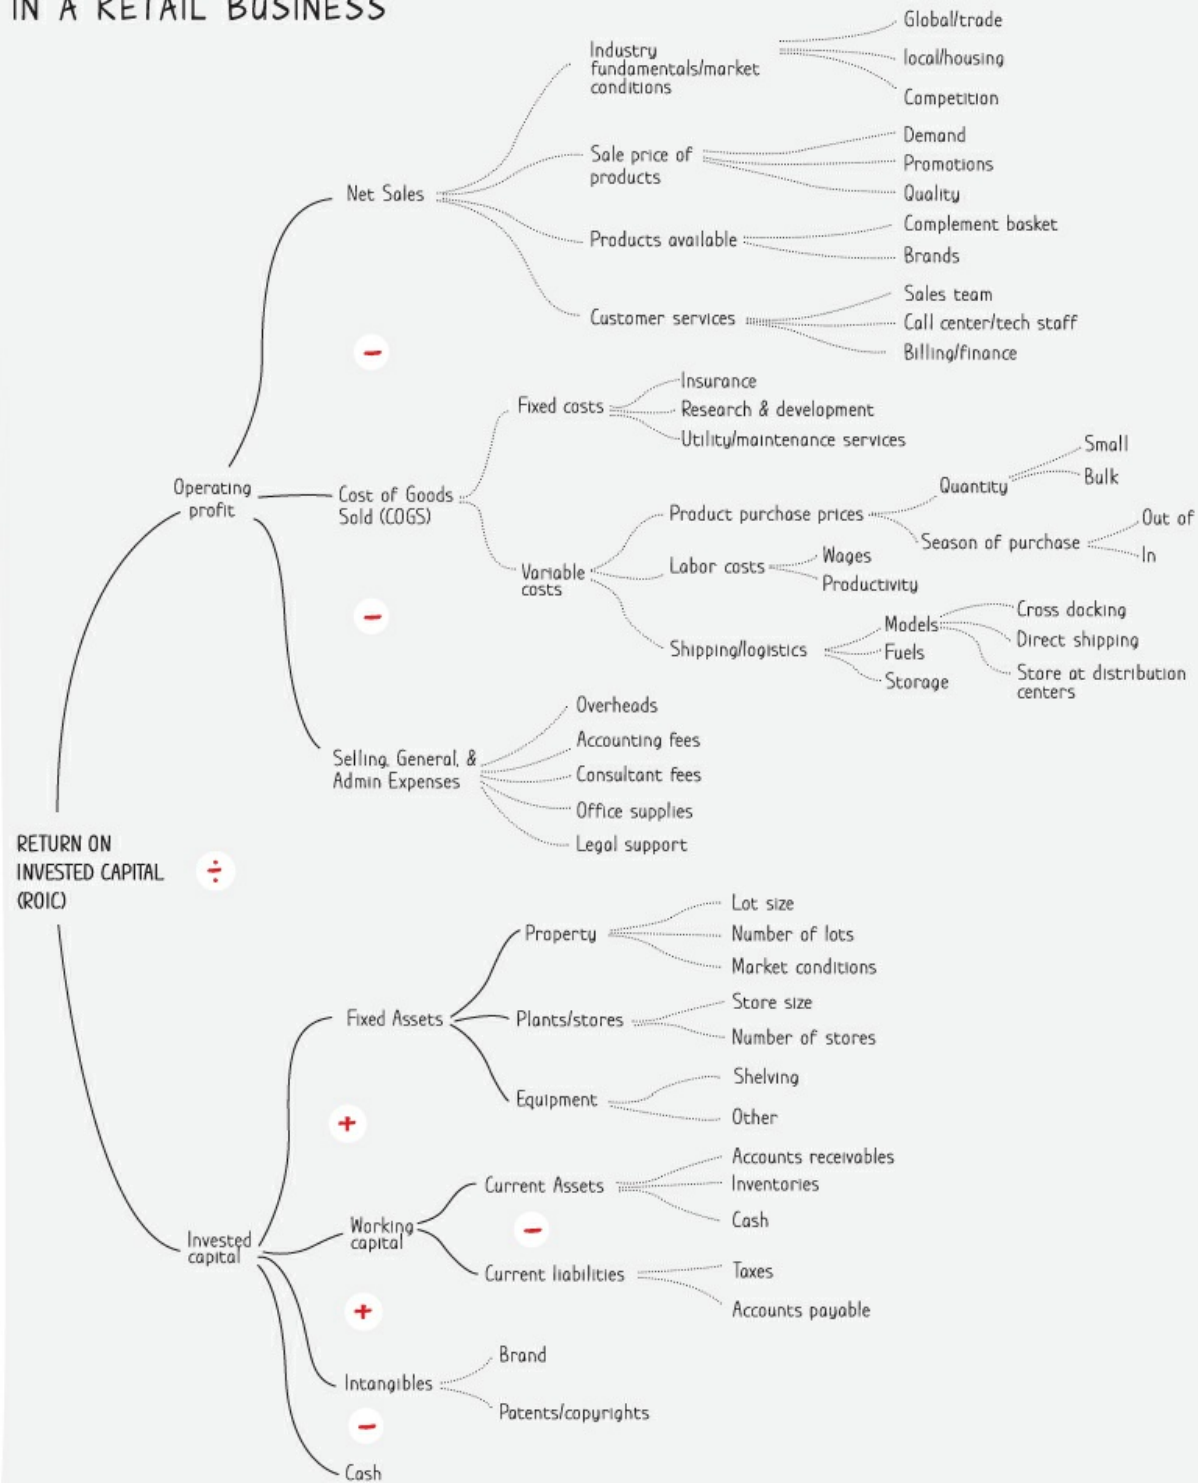 IN A RETAIL BUSINESS
Global/trade
Industry
fundamentals/market
conditions
local/housing
Competition
Demand
Sale price of
products
Promotions
Quality
Net Sales
Complement basket
Products available
Brands
Sales team
Customer services
Call center/tech staff
Billing/finance
−
Insurance
Fixed costs
Research & development
Utility/maintenance services
Small
Quantity
Bulk
Operating
profit
Cost of Goods
Sold (COGS)
Product purchase prices
Out of
Season of purchase
In
Variable
costs
Labor costs
Wages
Productivity
Cross docking
Models
Direct shipping
Shipping/logistics
Fuels
Storage
Store at distribution
centers
−
Overheads
Accounting fees
Selling, General, &
Admin Expenses
Consultant fees
Office supplies
Legal support
RETURN ON
INVESTED CAPITAL
(ROIC)
÷
Lot size
Property
Number of lots
Market conditions
Store size
Fixed Assets
Plants/stores
Number of stores
Shelving
Equipment
Other
+
Accounts receivables
Current Assets
Inventories
Cash
Working
capital
−
Invested
capital
Current liabilities
Taxes
Accounts payable
+
Brand
Intangibles
Patents/copyrights
−
Cash